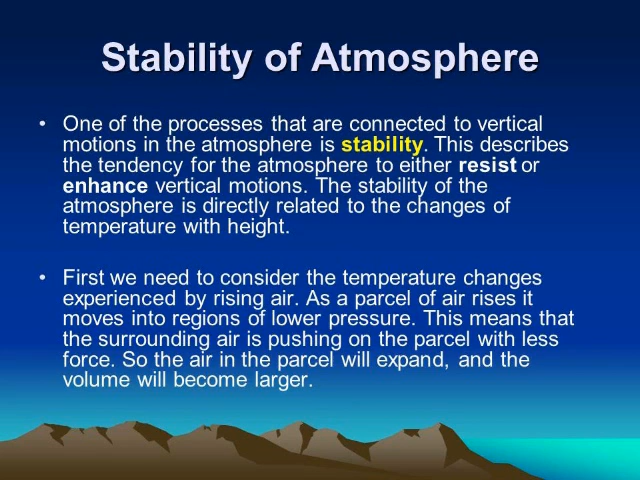 Stability of Atmosphere
• One of the processes that are connected to vertical
motions in the atmosphere is stability. This describes
the tendency for the atmosphere to either resist or
enhance vertical motions. The stability of the
atmosphere is directly related to the changes of
temperature with height.
• First we need to consider the temperature changes
experienced by rising air. As a parcel of air rises it
moves into regions of lower pressure. This means that
the surrounding air is pushing on the parcel with less
force. So the air in the parcel will expand, and the
volume will become larger.